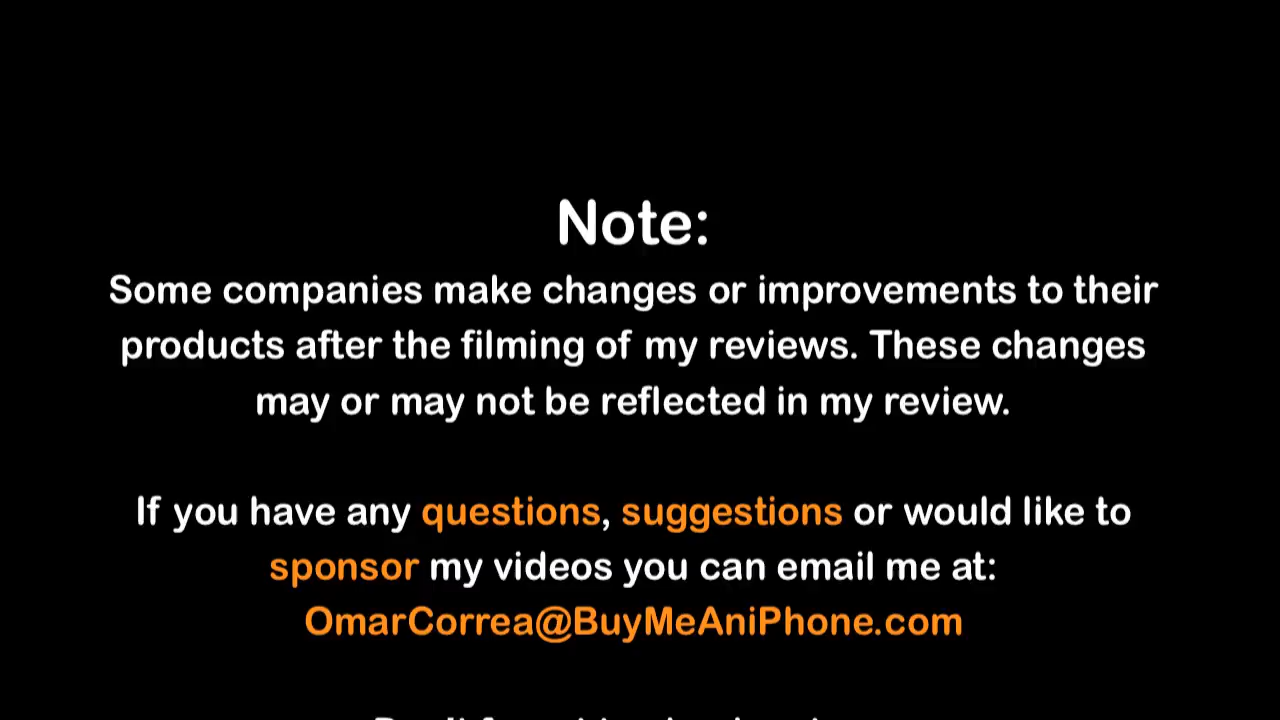 Note:
Some companies make changes or improvements to their
products after the filming of my reviews. These changes
may or may not be reflected in my review.
If you have any questions, suggestions or would like to
sponsor my videos you can email me at:
OmarCorrea@BuyMeAniPhone.com